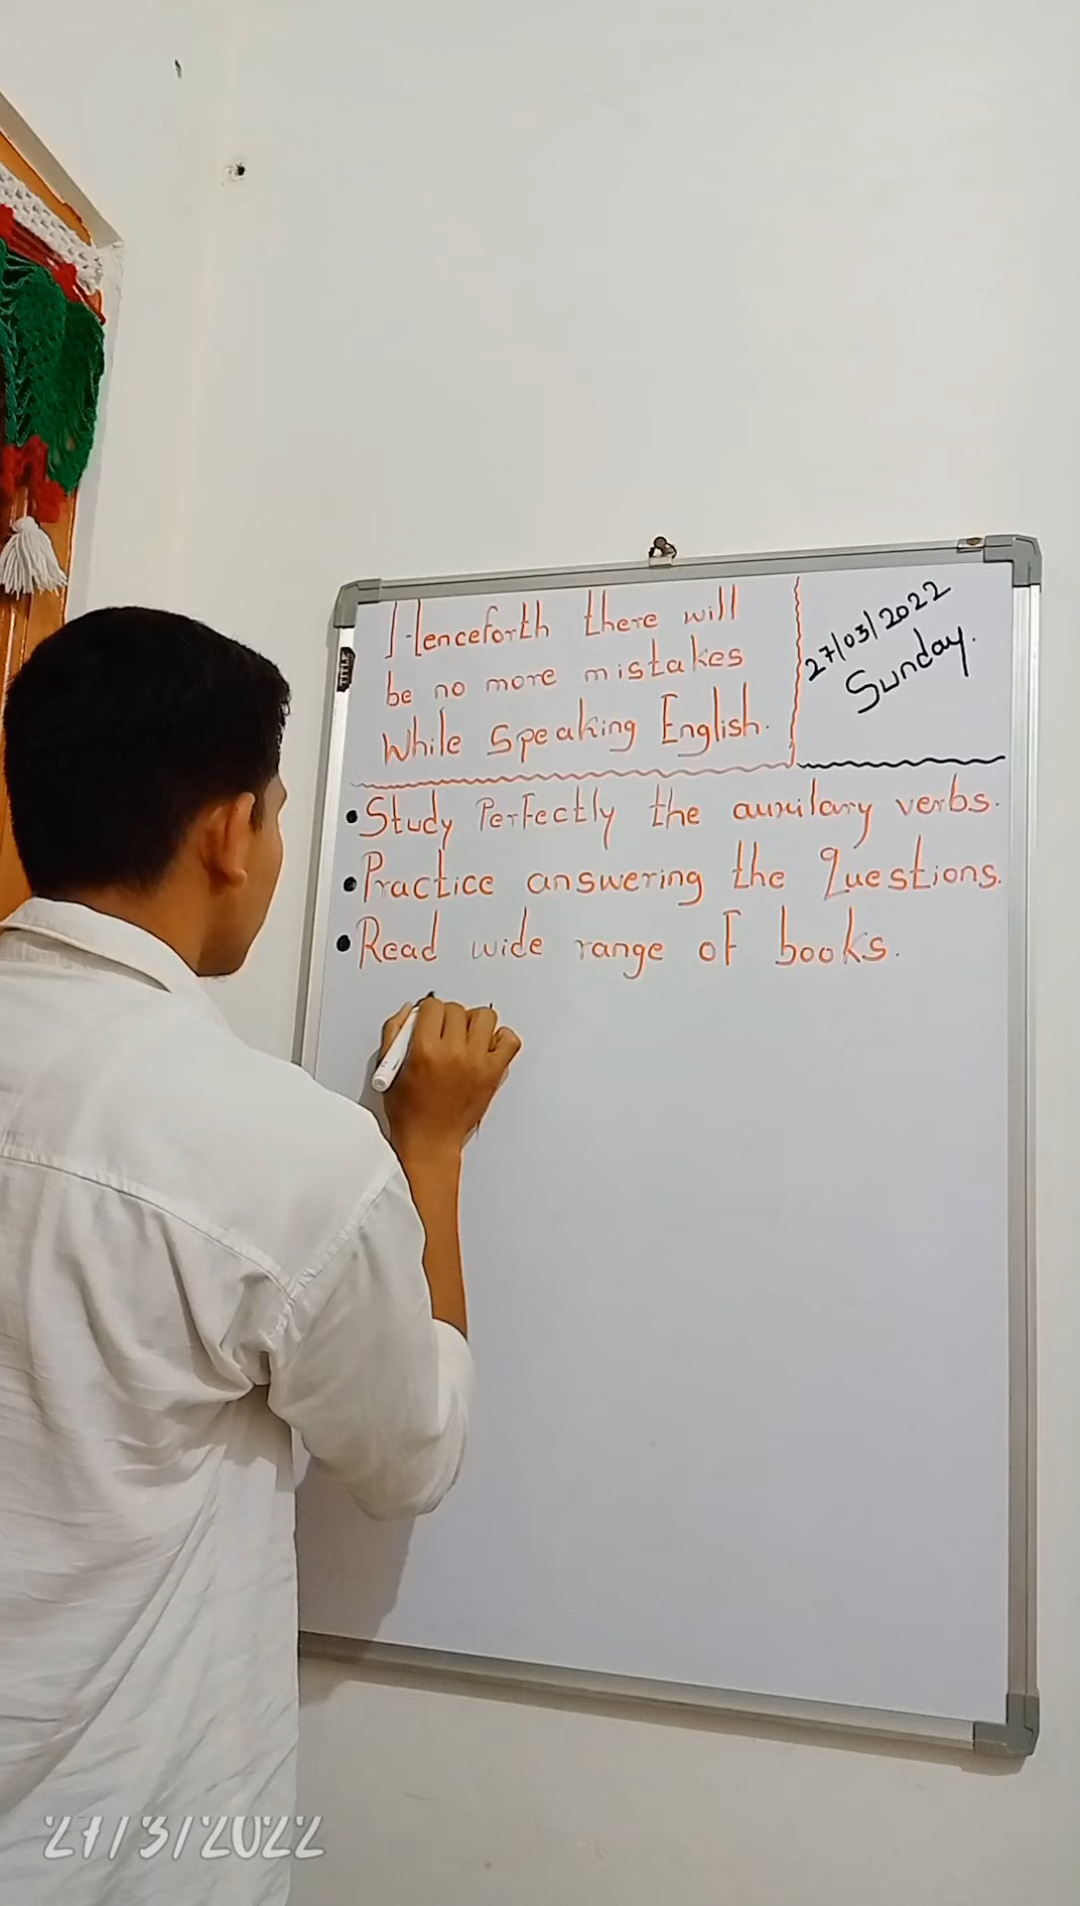 Henceforth there will
be no more mistakes
While Speaking English.
27/03/2022
Sunday.
• Study Perfectly the auxilary verbs.
• Practice answering the Questions.
• Read wide range of books.
27/3/2022